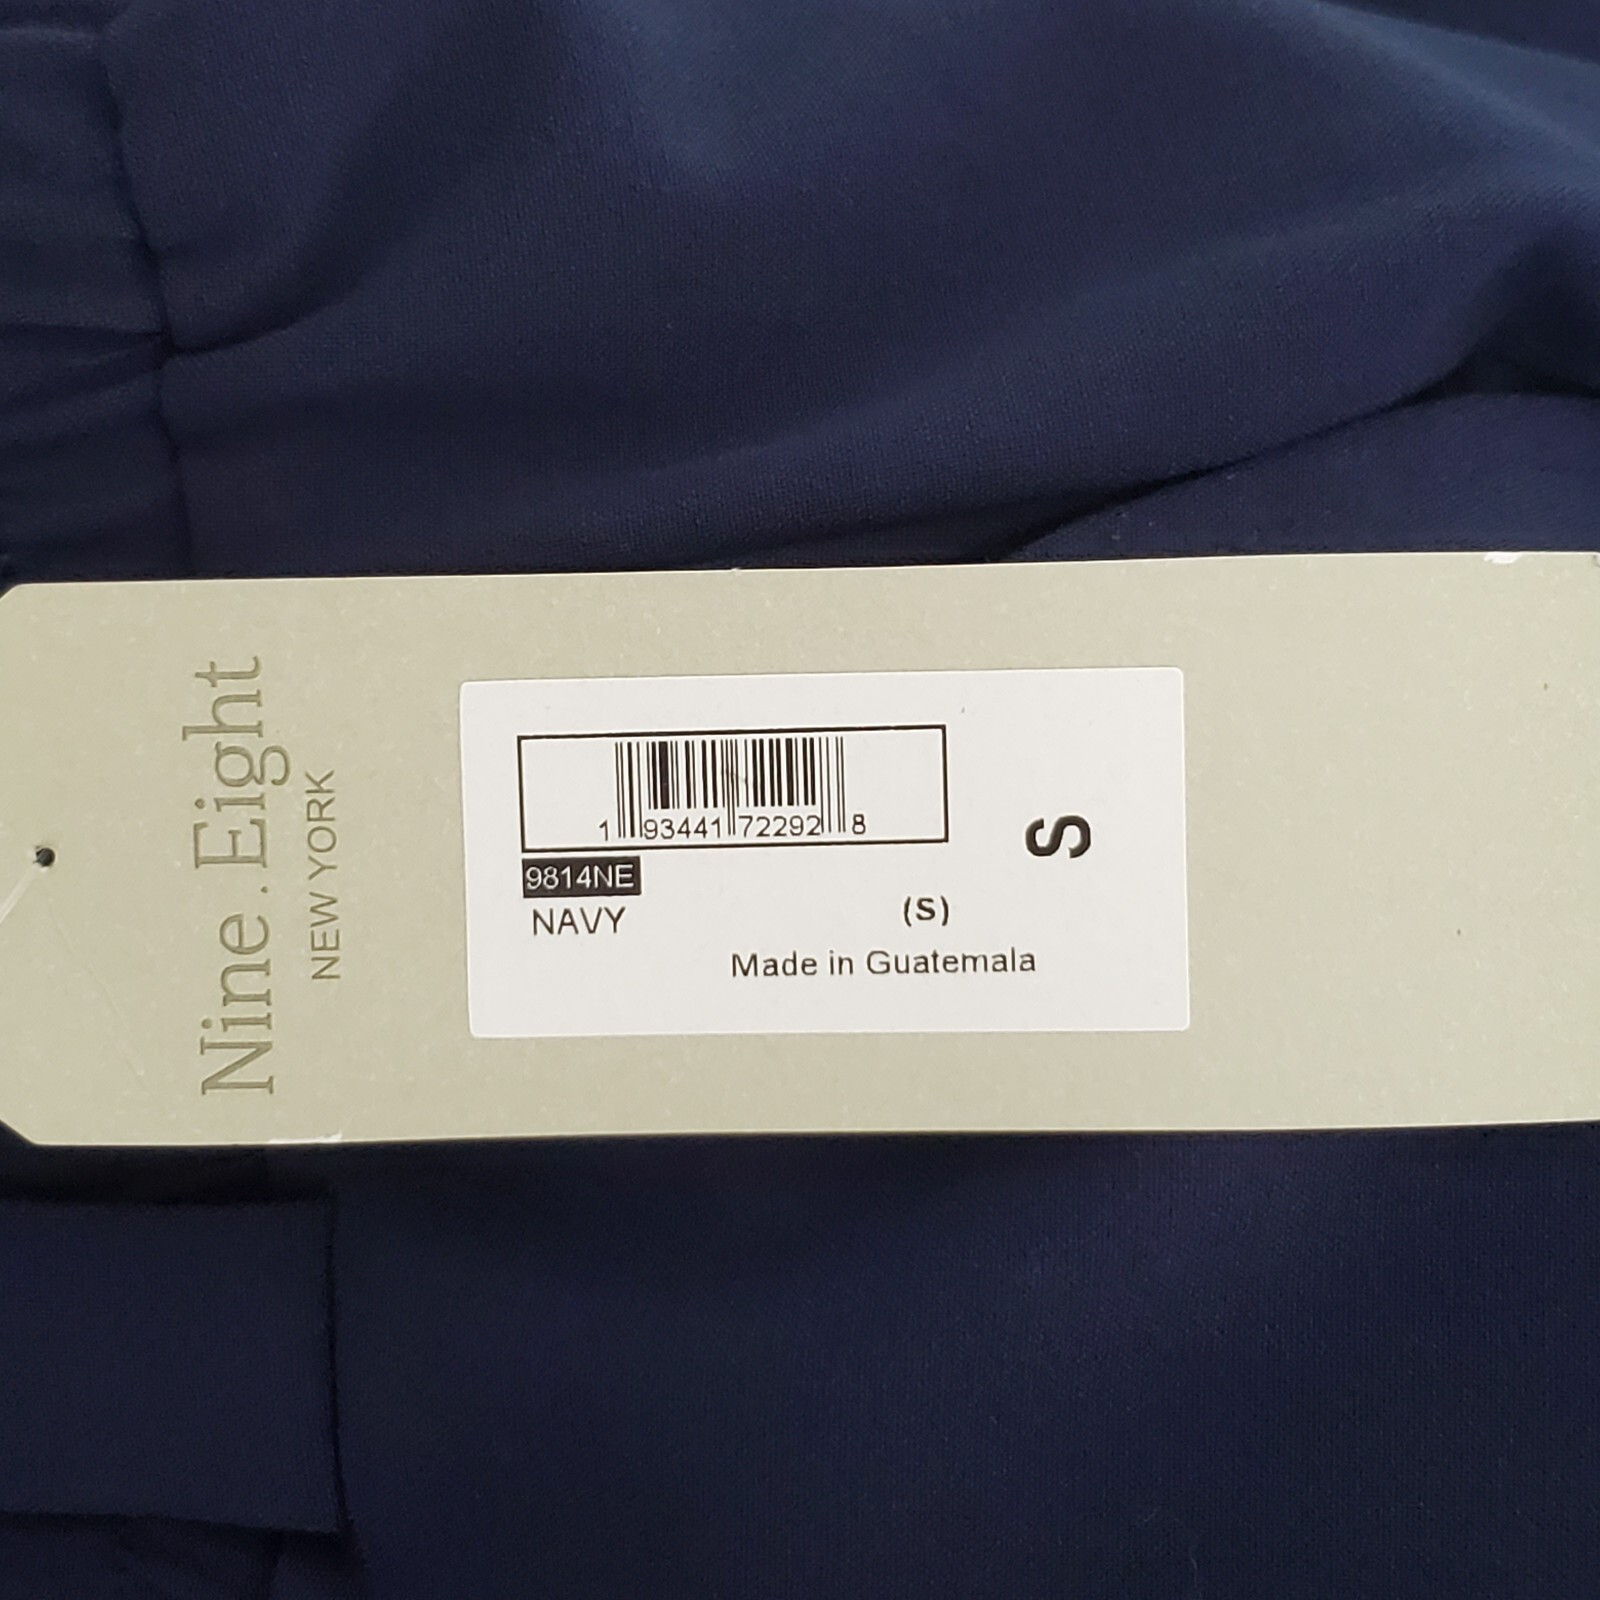 Nine.Eight
NEW YORK
1 93441 72292 8
9814NE
NAVY
(S)
S
Made in Guatemala